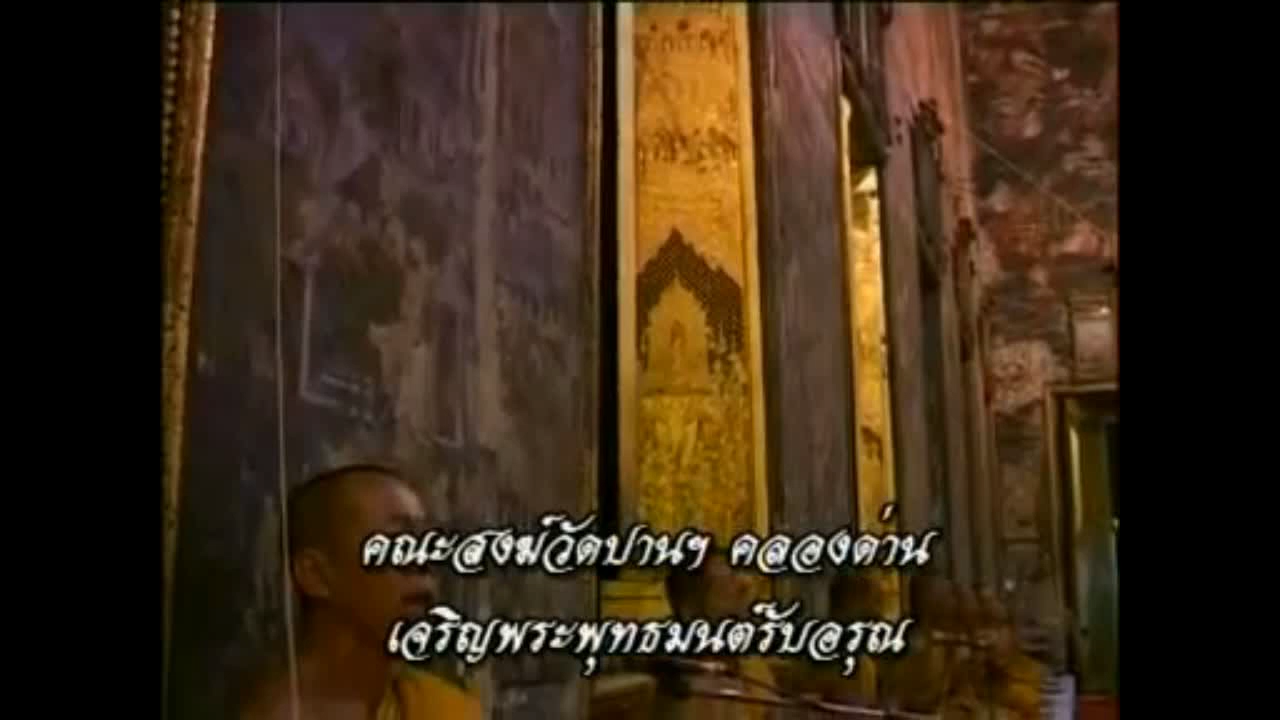 คณะสงฆ์วัดปานฯ คลองด่าน
เจริญพระพุทธมนต์รับอรุณ